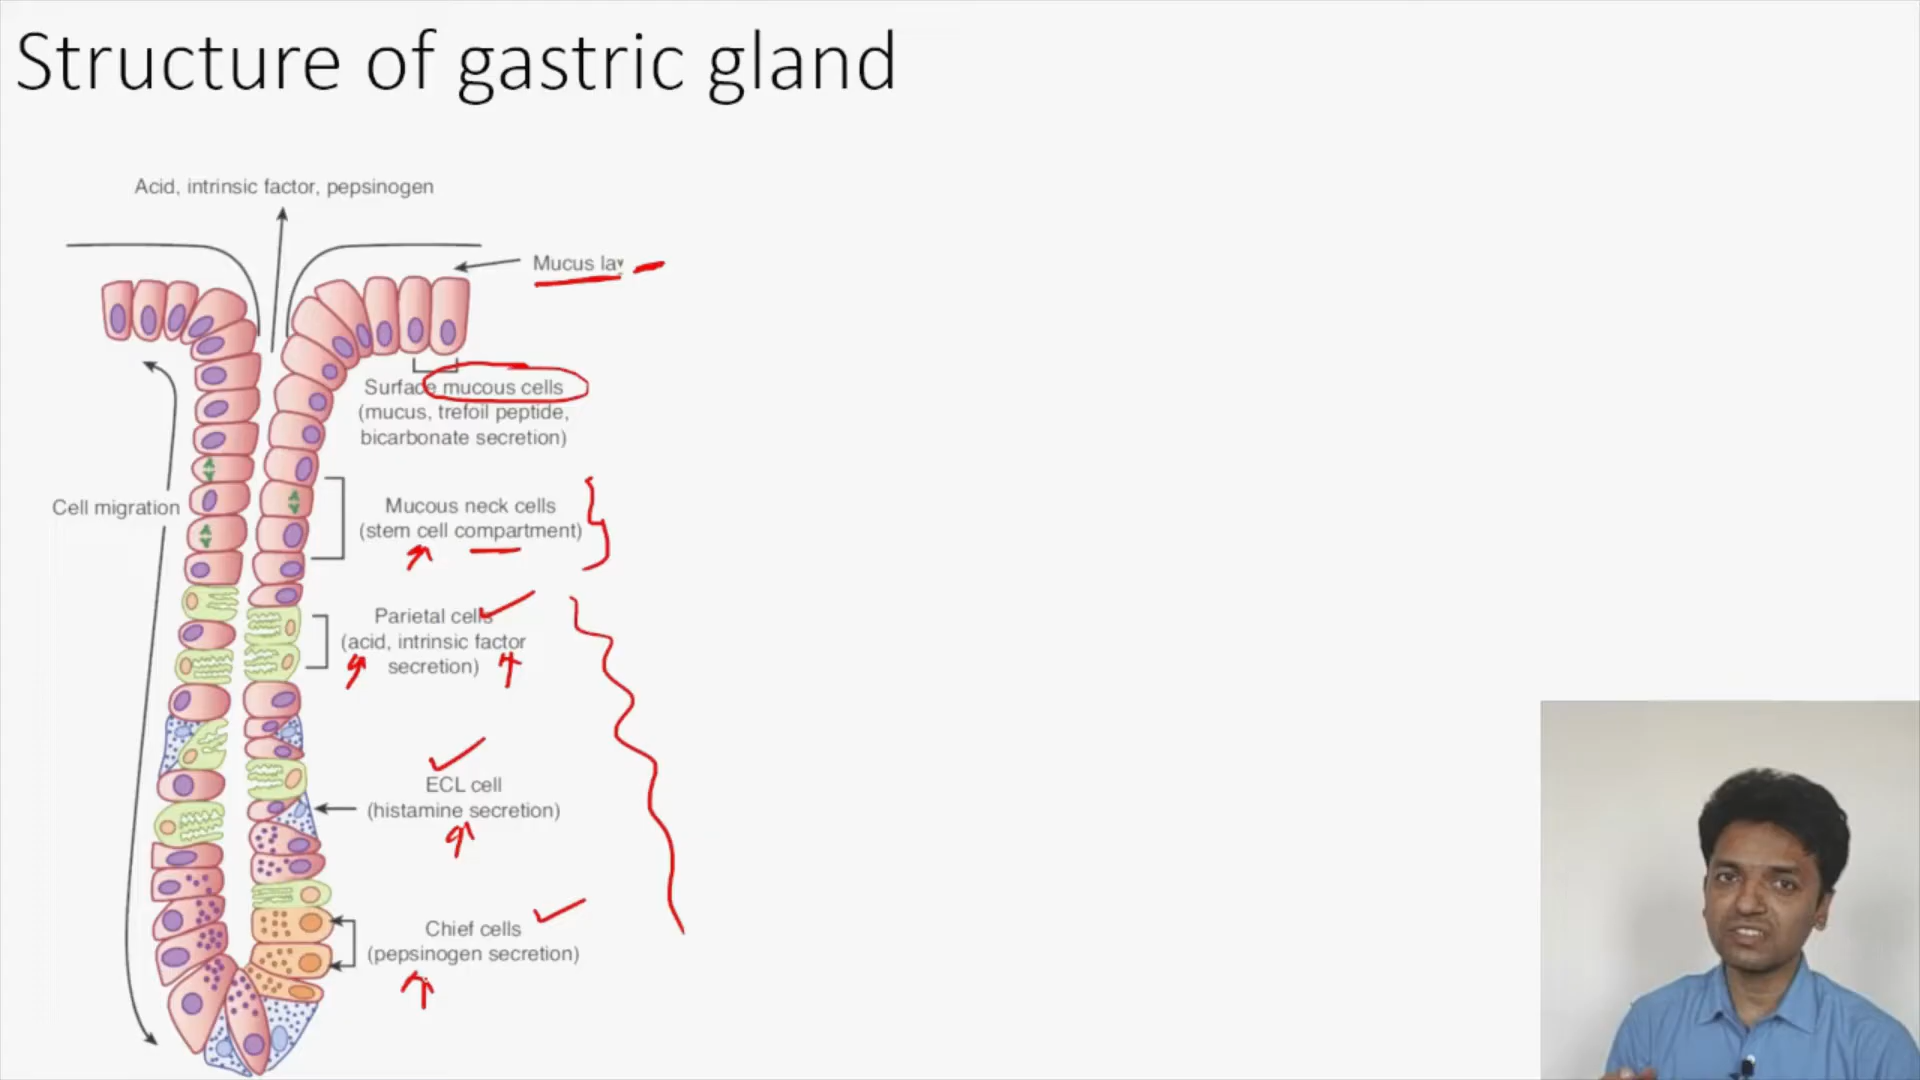 Structure of gastric gland
Acid, intrinsic factor, pepsinogen
Mucus lay
Surface mucous cells
(mucus, trefoil peptide,
bicarbonate secretion)
Cell migration
Mucous neck cells
(stem cell compartment)
Parietal cells
(acid, intrinsic factor
secretion)
ECL cell
(histamine secretion)
Chief cells
(pepsinogen secretion)